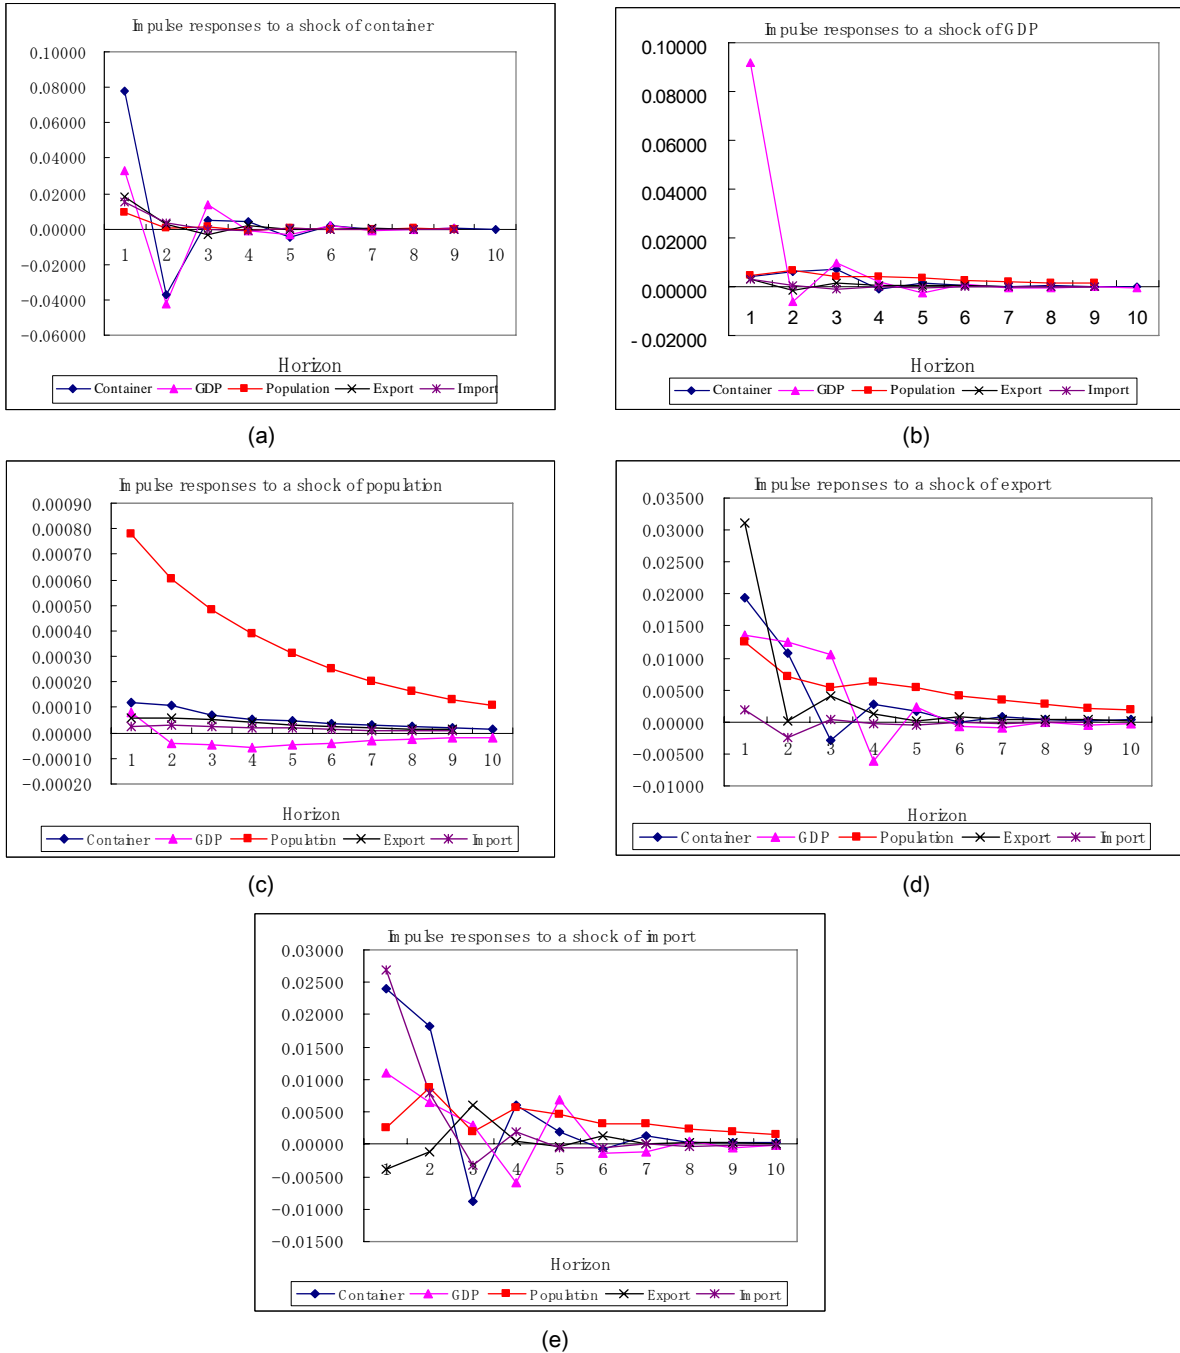 Impulse responses to a shock of container
0.10000
0.08000
0.06000
0.04000
0.02000
0.00000
-0.02000
-0.04000
-0.06000
1 2 3 4 5 6 7 8 9 10
Horizon
Container GDP Population Export Import
(a)
Impulse responses to a shock of GDP
0.10000
0.08000
0.06000
0.04000
0.02000
0.00000
-0.02000
1 2 3 4 5 6 7 8 9 10
Horizon
Container GDP Population Export Import
(b)
Impulse responses to a shock of population
0.00090
0.00080
0.00070
0.00060
0.00050
0.00040
0.00030
0.00020
0.00010
0.00000
-0.00010
-0.00020
1 2 3 4 5 6 7 8 9 10
Horizon
Container GDP Population Export Import
(c)
Impulse reponses to a shock of export
0.03500
0.03000
0.02500
0.02000
0.01500
0.01000
0.00500
0.00000
-0.00500
-0.01000
1 2 3 4 5 6 7 8 9 10
Horizon
Container GDP Population Export Import
(d)
Impulse responses to a shock of import
0.03000
0.02500
0.02000
0.01500
0.01000
0.00500
0.00000
-0.00500
-0.01000
-0.01500
1 2 3 4 5 6 7 8 9 10
Horizon
Container GDP Population Export Import
(e)